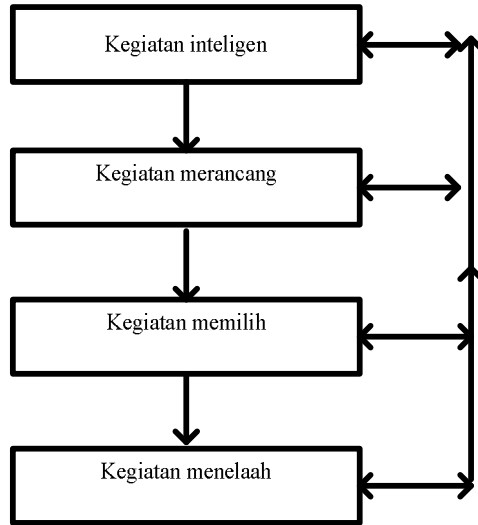 Kegiatan inteligen
Kegiatan merancang
Kegiatan memilih
Kegiatan menelaah